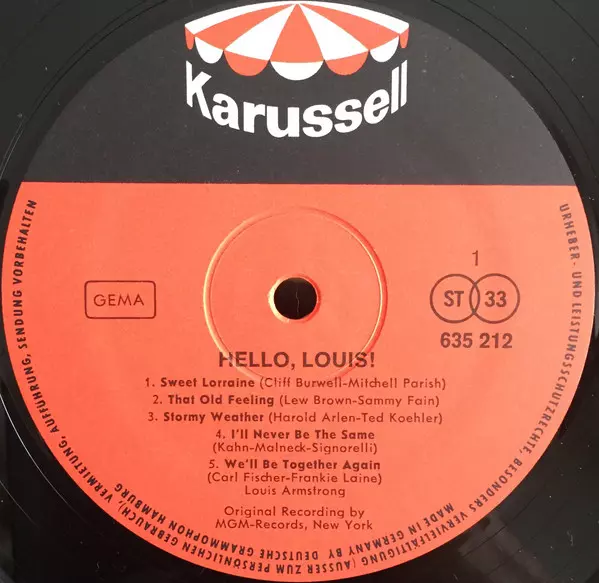 Karussell
GEMA
1
ST 33
635 212
HELLO, LOUIS!
1. Sweet Lorraine (Cliff Burwell-Mitchell Parish)
2. That Old Feeling (Lew Brown-Sammy Fain)
3. Stormy Weather (Harold Arlen-Ted Koehler)
4. I'll Never Be The Same
(Kahn-Malneck-Signorelli)
5. We'll Be Together Again
(Carl Fischer-Frankie Laine)
Louis Armstrong
Original Recording by
MGM-Records, New York
URHEBER- UND LEISTUNGSSCHUTZRECHTE, BESONDERS VERVIELFÄLTIGUNG (AUSSER ZUM PERSÖNLICHEN GEBRAUCH), VERMIETUNG, AUFFÜHRUNG, SENDUNG VORBEHALTEN
MADE IN GERMANY BY DEUTSCHE GRAMMOPHON HAMBURG